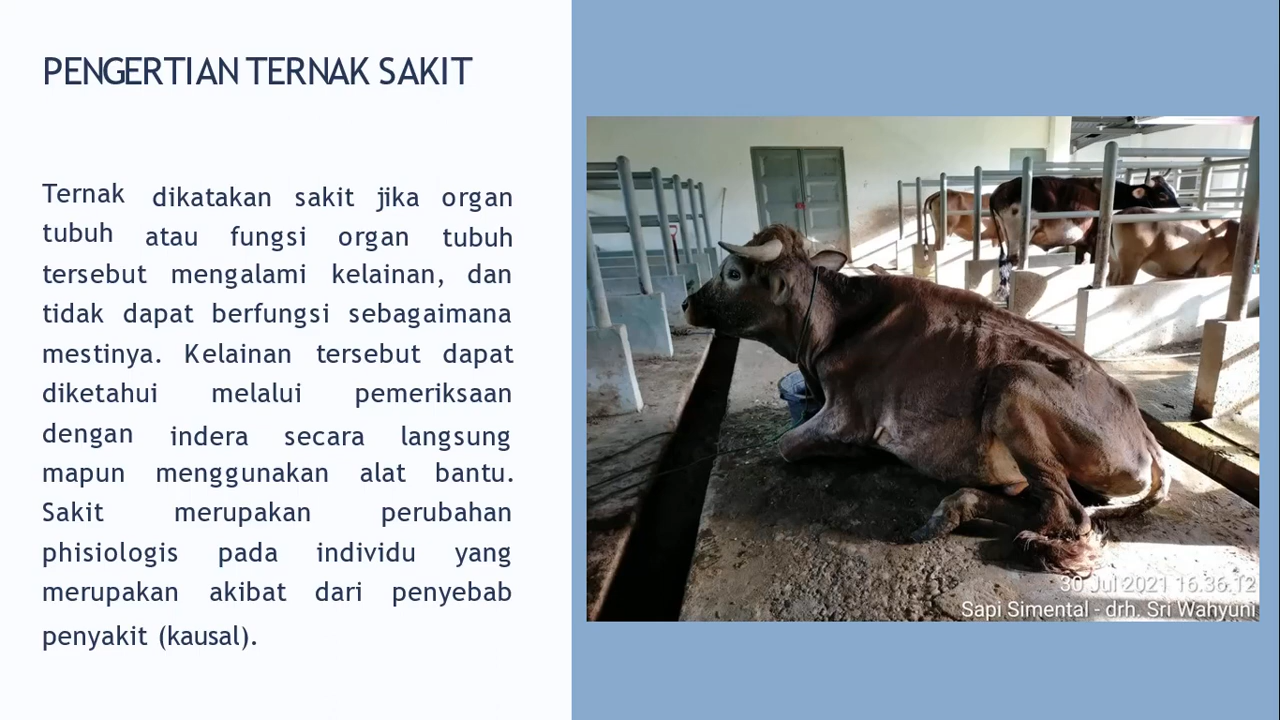 PENGERTIAN TERNAK SAKIT
Ternak dikatakan sakit jika organ
tubuh atau fungsi organ tubuh
tersebut mengalami kelainan, dan
tidak dapat berfungsi sebagaimana
mestinya. Kelainan tersebut dapat
diketahui melalui pemeriksaan
dengan indera secara langsung
mapun menggunakan alat bantu.
Sakit merupakan perubahan
phisiologis pada individu yang
merupakan akibat dari penyebab
penyakit (kausal).
30 Jul 2021 16.36.12
Sapi Simental - drh. Sri Wahyuni